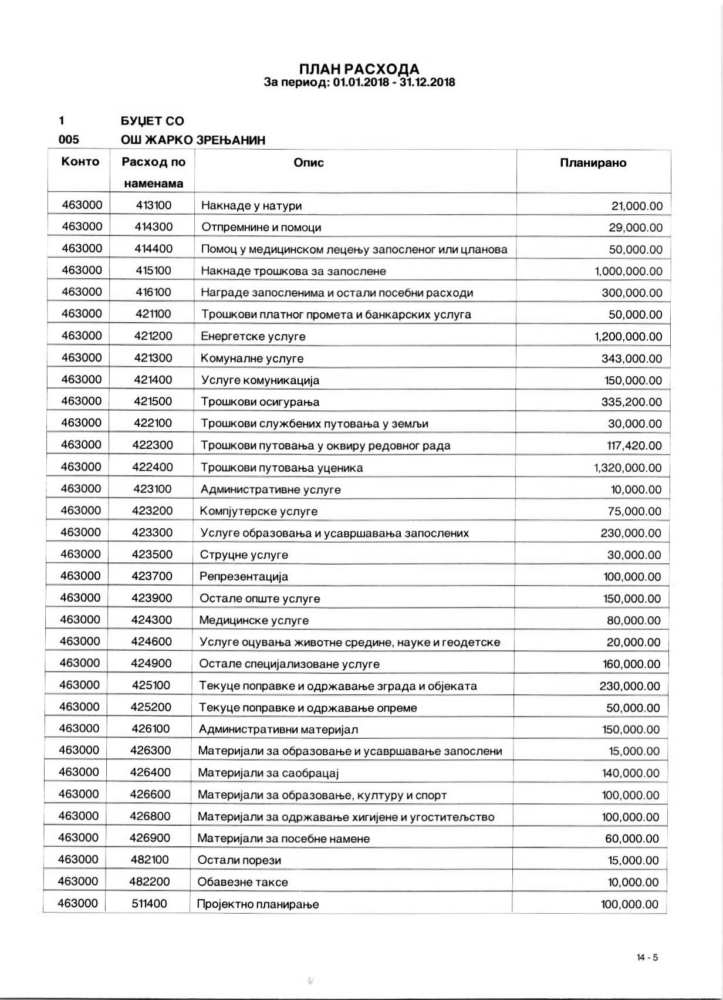 ПЛАН РАСХОДА
За период: 01.01.2018 - 31.12.2018
1 БУЏЕТ СО
005 ОШ ЖАРКО ЗРЕЊАНИН
Конто Расход по наменама Опис Планирано
463000 413100 Накнаде у натури 21,000.00
463000 414300 Отпремнине и помоци 29,000.00
463000 414400 Помоц у медицинском лецењу запосленог или цланова 50,000.00
463000 415100 Накнаде трошкова за запослене 1,000,000.00
463000 416100 Награде запосленима и остали посебни расходи 300,000.00
463000 421100 Трошкови платног промета и банкарских услуга 50,000.00
463000 421200 Енергетске услуге 1,200,000.00
463000 421300 Комуналне услуге 343,000.00
463000 421400 Услуге комуникација 150,000.00
463000 421500 Трошкови осигурања 335,200.00
463000 422100 Трошкови службених путовања у земљи 30,000.00
463000 422300 Трошкови путовања у оквиру редовног рада 117,420.00
463000 422400 Трошкови путовања уценика 1,320,000.00
463000 423100 Административне услуге 10,000.00
463000 423200 Компјутерске услуге 75,000.00
463000 423300 Услуге образовања и усавршавања запослених 230,000.00
463000 423500 Струцне услуге 30,000.00
463000 423700 Репрезентација 100,000.00
463000 423900 Остале опште услуге 150,000.00
463000 424300 Медицинске услуге 80,000.00
463000 424600 Услуге оцувања животне средине, науке и геодетске 20,000.00
463000 424900 Остале специјализоване услуге 160,000.00
463000 425100 Текуце поправке и одржавање зграда и објеката 230,000.00
463000 425200 Текуце поправке и одржавање опреме 50,000.00
463000 426100 Административни материјал 150,000.00
463000 426300 Материјали за образовање и усавршавање запослени 15,000.00
463000 426400 Материјали за саобрацај 140,000.00
463000 426600 Материјали за образовање, културу и спорт 100,000.00
463000 426800 Материјали за одржавање хигијене и угоститељство 100,000.00
463000 426900 Материјали за посебне намене 60,000.00
463000 482100 Остали порези 15,000.00
463000 482200 Обавезне таксе 10,000.00
463000 511400 Пројектно планирање 100,000.00
14 - 5